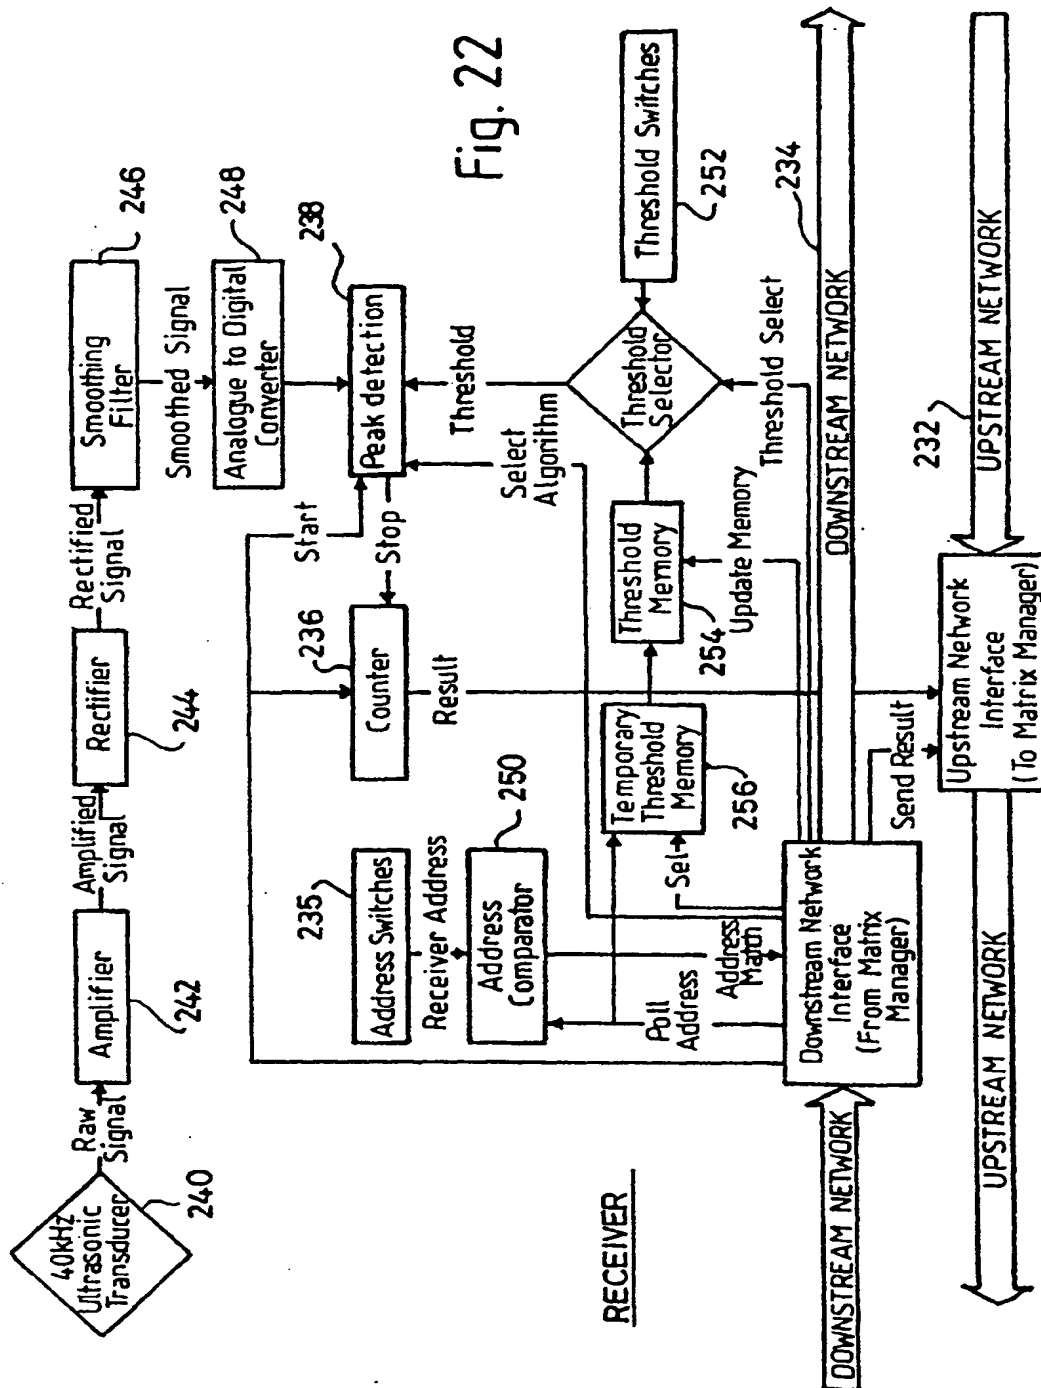 40kHz
Ultrasonic
Transducer
240
Raw
Signal
Amplifier
242
Amplified
Signal
Rectifier
244
Rectified
Signal
Smoothing
Filter
246
Smoothed Signal
Analogue to Digital
Converter
248
Peak detection
238
Start
Stop
Select
Algorithm
Threshold
Counter
236
Result
Address Switches
235
Receiver Address
Address
Comparator
250
Poll
Address
Address
Match
Sel
Temporary
Threshold
Memory
256
Threshold
Memory
254
Update Memory
Threshold
Selector
Threshold Select
Threshold Switches
252
Fig. 22
RECEIVER
DOWNSTREAM NETWORK
Downstream Network
Interface
(From Matrix
Manager)
DOWNSTREAM NETWORK
234
Send Result
UPSTREAM NETWORK
Upstream Network
Interface
(To Matrix Manager)
UPSTREAM NETWORK
232